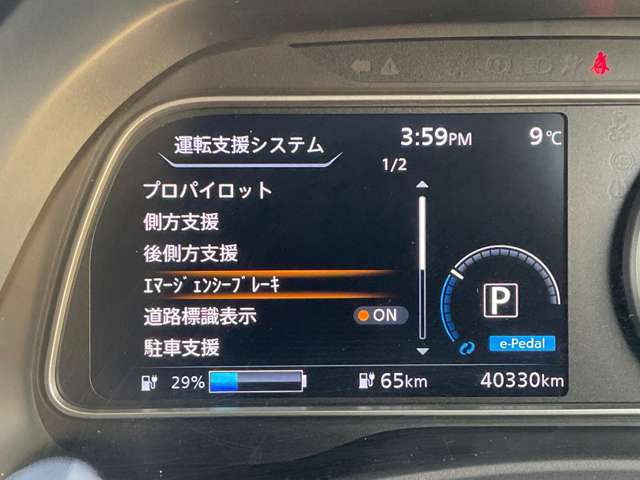 運転支援システム 3:59PM 9℃
1/2
プロパイロット
側方支援
後側方支援
ｴﾏｰｼﾞｪﾝｼｰﾌﾞﾚｰｷ
道路標識表示 ON
駐車支援
P
e-Pedal
29% 65km 40330km